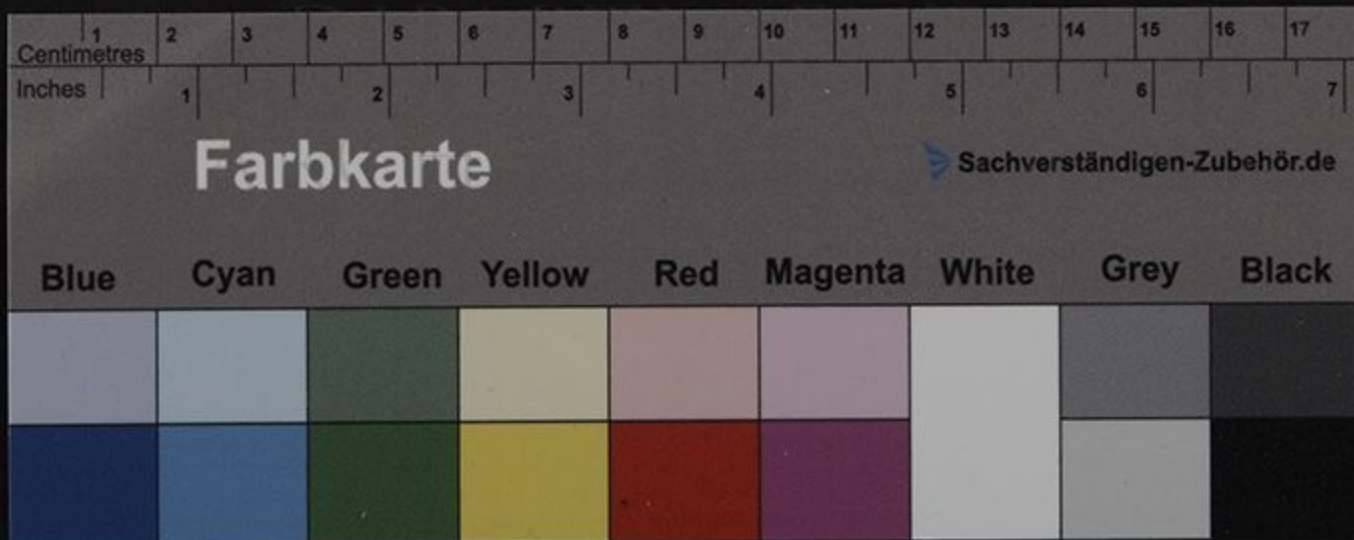 1 2 3 4 5 6 7 8 9 10 11 12 13 14 15 16 17
Centimetres
Inches 1 2 3 4 5 6 7
Farbkarte
Sachverständigen-Zubehör.de
Blue Cyan Green Yellow Red Magenta White Grey Black